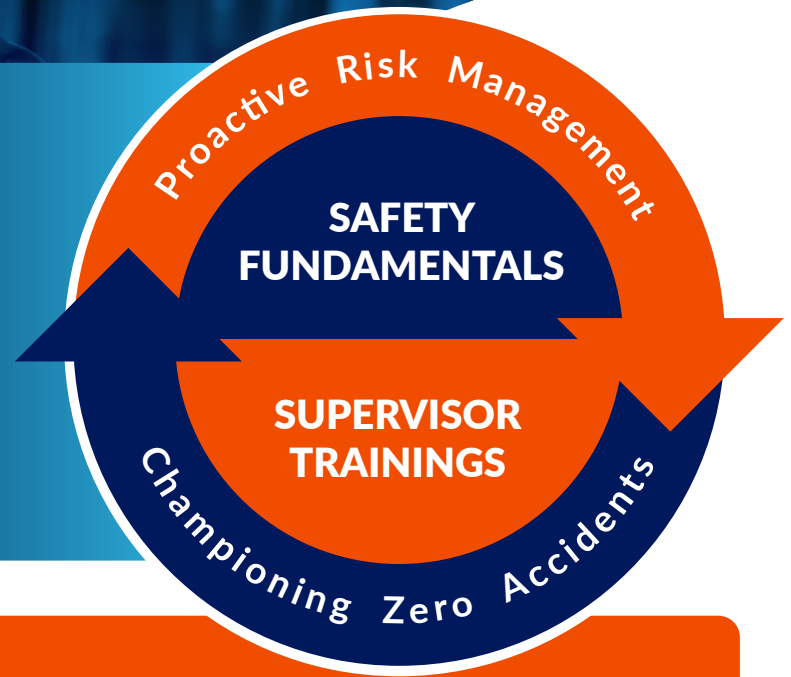 Proactive Risk Management
SAFETY
FUNDAMENTALS
SUPERVISOR
TRAININGS
Championing Zero Accidents